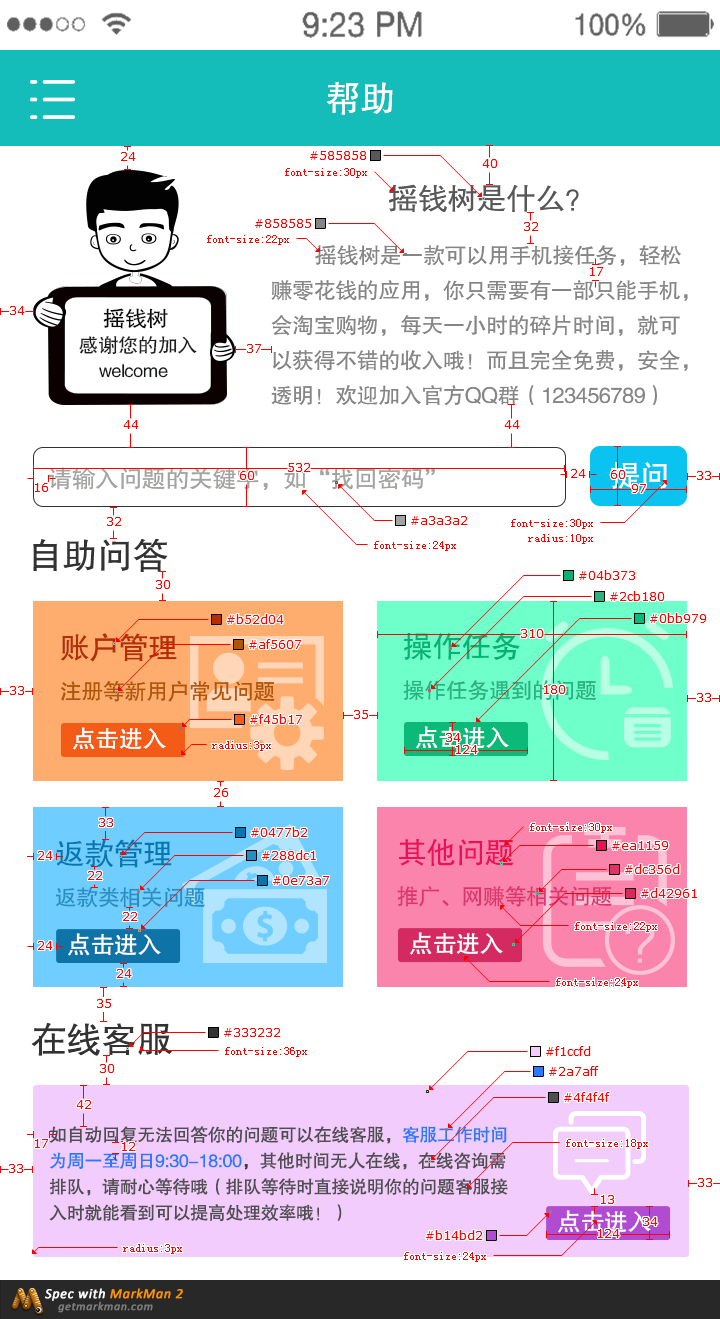 9:23 PM 100%
帮助
24
#585858
40
font-size:30px
摇钱树是什么?
#858585
32
font-size:22px
摇钱树是一款可以用手机接任务，轻松
17
赚零花钱的应用，你只需要有一部只能手机，
34
摇钱树
会淘宝购物，每天一小时的碎片时间，就可
感谢您的加入
37
以获得不错的收入哦！而且完全免费，安全，
welcome
透明！欢迎加入官方QQ群（123456789）
44
44
532
请输入问题的关键字，如“找回密码”
60
16
24
提问
60
97
33
32
#a3a3a2
font-size:30px
radius:10px
font-size:24px
自助问答
30
#04b373
#2cb180
#b52d04
#0bb979
账户管理
#af5607
操作任务
310
33
注册等新用户常见问题
操作任务遇到的问题
180
33
#f45b17
35
点击进入
radius:3px
点击进入
34
124
26
33
#0477b2
font-size:30px
24
返款管理
#288dc1
其他问题
#ea1159
22
#0e73a7
#dc356d
返款类相关问题
推广、网赚等相关问题
#d42961
22
font-size:22px
24
点击进入
点击进入
24
font-size:24px
35
在线客服
#333232
font-size:36px
30
#f1ccfd
#2a7aff
42
#4f4f4f
17
如自动回复无法回答你的问题可以在线客服，客服工作时间
12
font-size:18px
33
为周一至周日9:30-18:00，其他时间无人在线，在线咨询需
33
排队，请耐心等待哦（排队等待时直接说明你的问题客服接
13
入时就能看到可以提高处理效率哦！）
点击进入
34
124
#b14bd2
radius:3px
font-size:24px
Spec with MarkMan 2
getmarkman.com